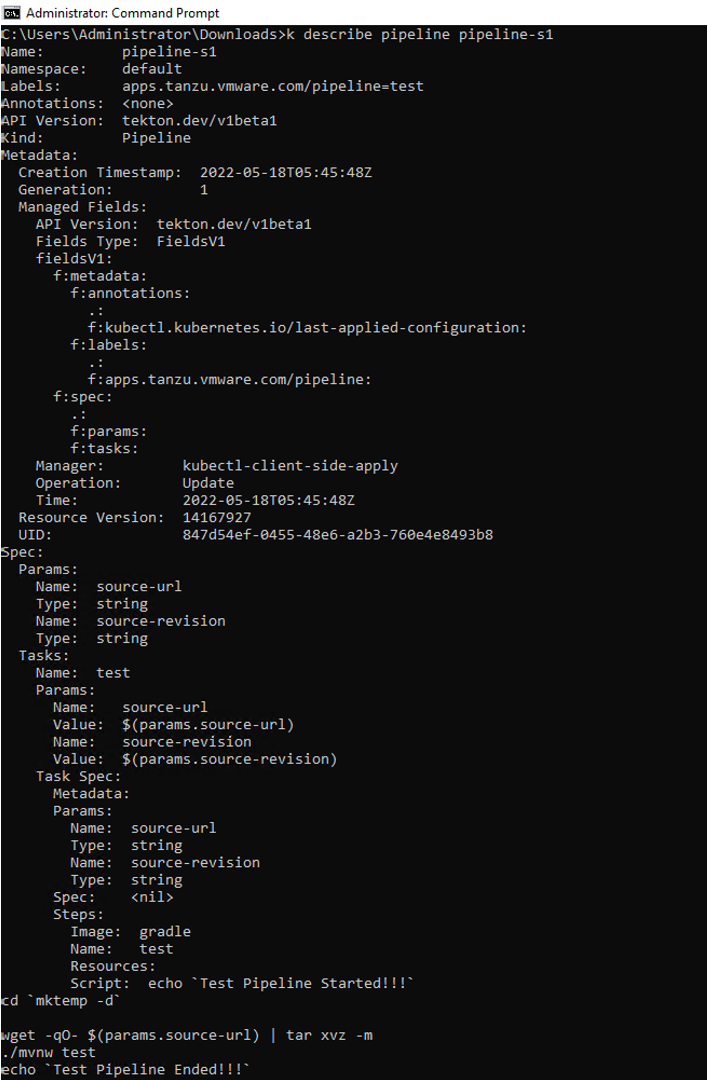 Administrator: Command Prompt
C:\Users\Administrator\Downloads>k describe pipeline pipeline-s1
Name:         pipeline-s1
Namespace:    default
Labels:       apps.tanzu.vmware.com/pipeline=test
Annotations:  <none>
API Version:  tekton.dev/v1beta1
Kind:         Pipeline
Metadata:
  Creation Timestamp:  2022-05-18T05:45:48Z
  Generation:          1
  Managed Fields:
    API Version:  tekton.dev/v1beta1
    Fields Type:  FieldsV1
    fieldsV1:
      f:metadata:
        f:annotations:
          .:
          f:kubectl.kubernetes.io/last-applied-configuration:
        f:labels:
          .:
          f:apps.tanzu.vmware.com/pipeline:
      f:spec:
        .:
        f:params:
        f:tasks:
    Manager:         kubectl-client-side-apply
    Operation:       Update
    Time:            2022-05-18T05:45:48Z
  Resource Version:  14167927
  UID:               847d54ef-0455-48e6-a2b3-760e4e8493b8
Spec:
  Params:
    Name:  source-url
    Type:  string
    Name:  source-revision
    Type:  string
  Tasks:
    Name:  test
    Params:
      Name:   source-url
      Value:  $(params.source-url)
      Name:   source-revision
      Value:  $(params.source-revision)
    Task Spec:
      Metadata:
      Params:
        Name:  source-url
        Type:  string
        Name:  source-revision
        Type:  string
      Spec:    <nil>
      Steps:
        Image:  gradle
        Name:   test
        Resources:
        Script:  echo `Test Pipeline Started!!!`
cd `mktemp -d`
wget -qO- $(params.source-url) | tar xvz -m
./mvnw test
echo `Test Pipeline Ended!!!`